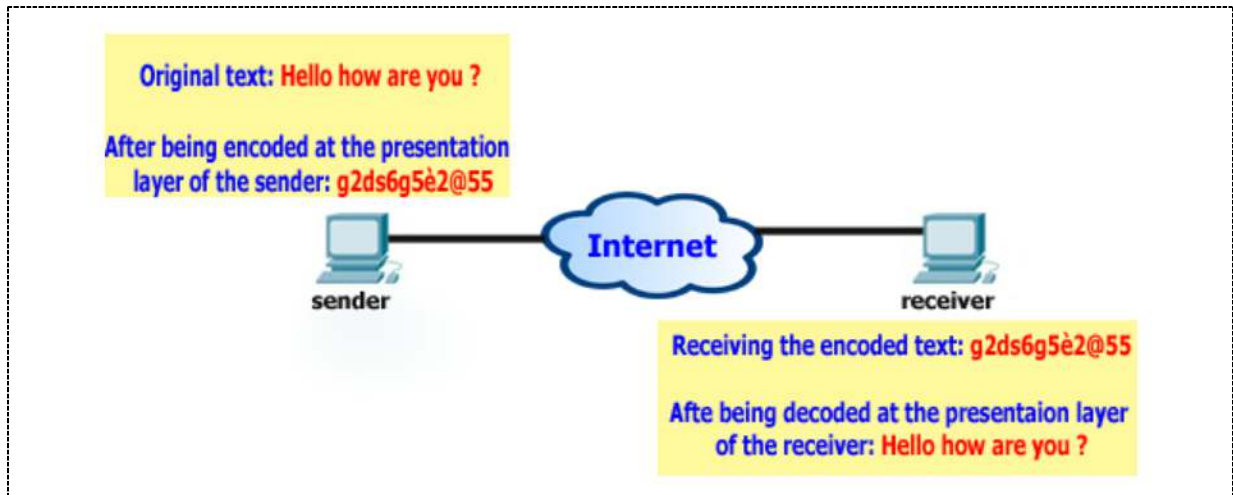 Original text: Hello how are you ?
After being encoded at the presentation
layer of the sender: g2ds6g5è2@55
Internet
sender
receiver
Receiving the encoded text: g2ds6g5è2@55
Afte being decoded at the presentaion layer
of the receiver: Hello how are you ?